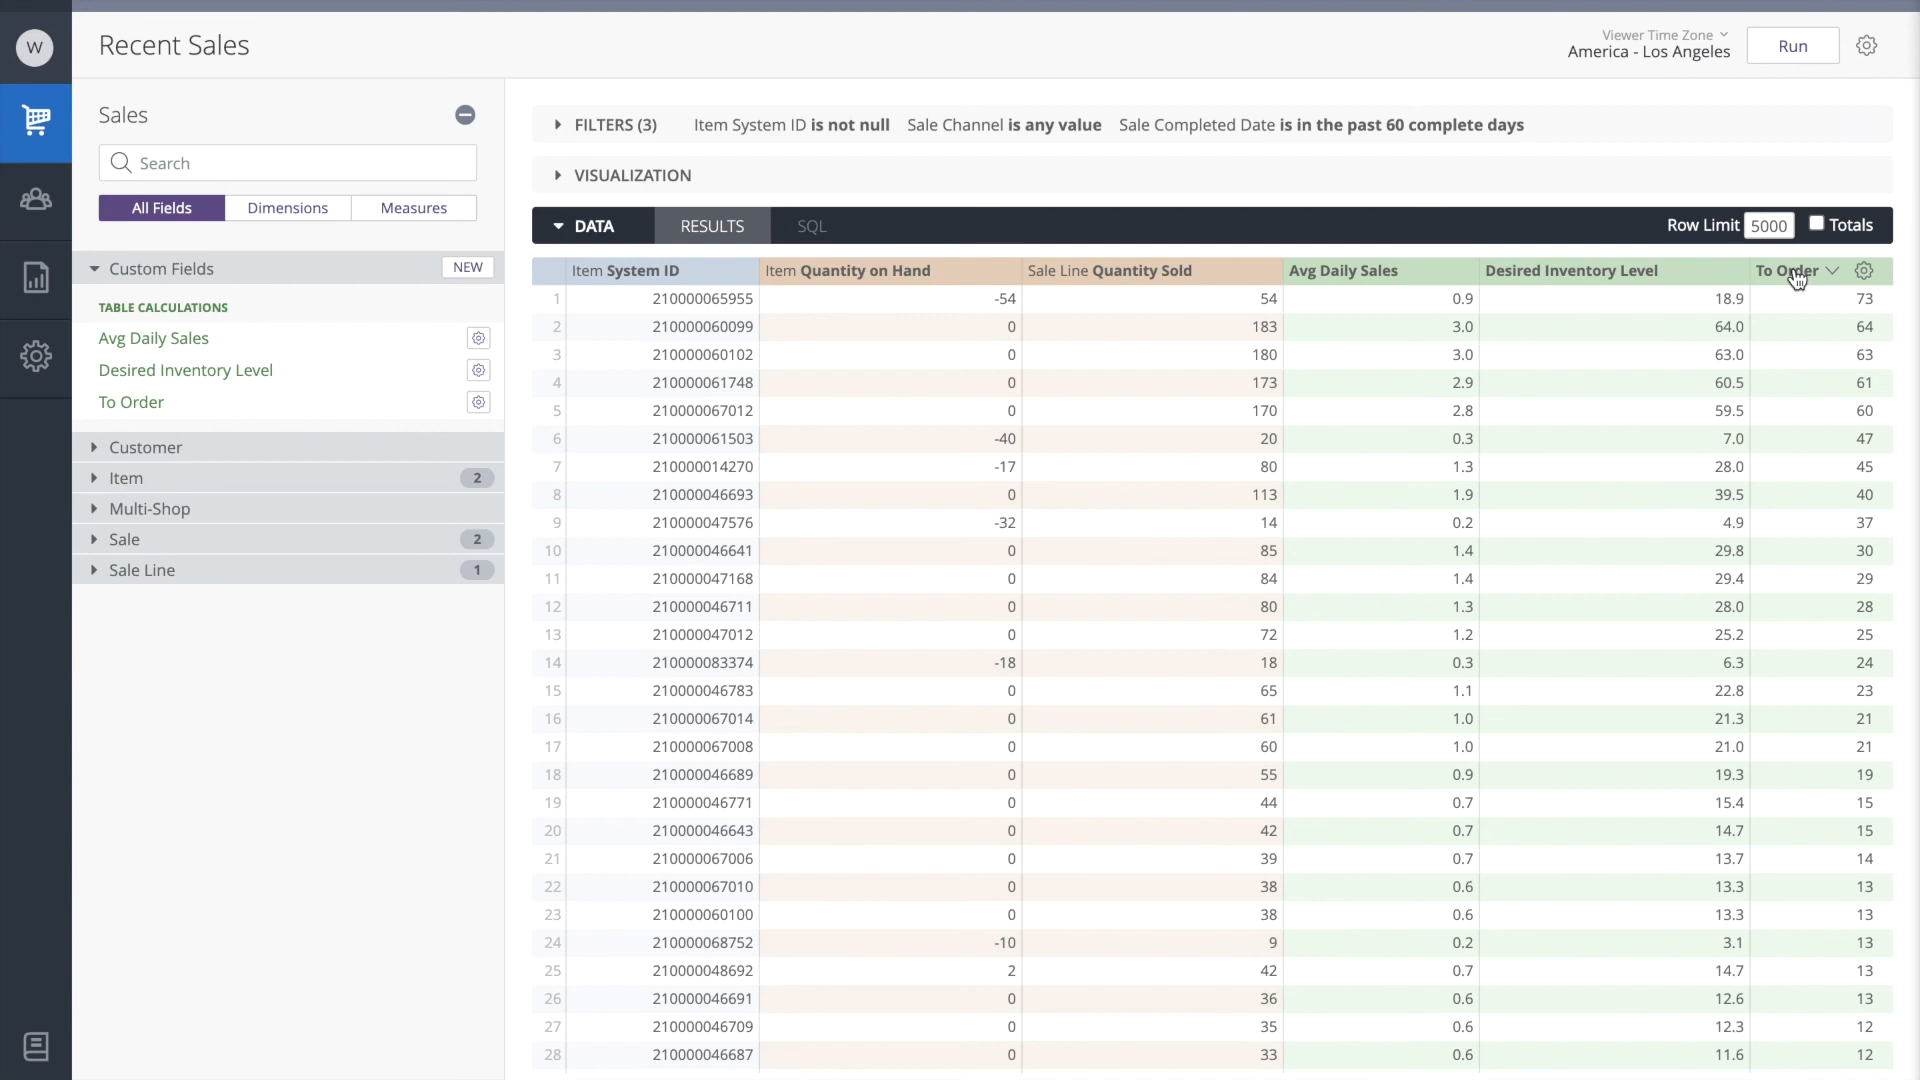 W
Recent Sales
Viewer Time Zone
America - Los Angeles
Run
Sales
Search
All Fields Dimensions Measures
Custom Fields NEW
TABLE CALCULATIONS
Avg Daily Sales
Desired Inventory Level
To Order
Customer
Item 2
Multi-Shop
Sale 2
Sale Line 1
FILTERS (3) Item System ID is not null Sale Channel is any value Sale Completed Date is in the past 60 complete days
VISUALIZATION
DATA RESULTS SQL Row Limit 5000 Totals
Item System ID Item Quantity on Hand Sale Line Quantity Sold Avg Daily Sales Desired Inventory Level To Order
1 210000065955 -54 54 0.9 18.9 73
2 210000060099 0 183 3.0 64.0 64
3 210000060102 0 180 3.0 63.0 63
4 210000061748 0 173 2.9 60.5 61
5 210000067012 0 170 2.8 59.5 60
6 210000061503 -40 20 0.3 7.0 47
7 210000014270 -17 80 1.3 28.0 45
8 210000046693 0 113 1.9 39.5 40
9 210000047576 -32 14 0.2 4.9 37
10 210000046641 0 85 1.4 29.8 30
11 210000047168 0 84 1.4 29.4 29
12 210000046711 0 80 1.3 28.0 28
13 210000047012 0 72 1.2 25.2 25
14 210000083374 -18 18 0.3 6.3 24
15 210000046783 0 65 1.1 22.8 23
16 210000067014 0 61 1.0 21.3 21
17 210000067008 0 60 1.0 21.0 21
18 210000046689 0 55 0.9 19.3 19
19 210000046771 0 44 0.7 15.4 15
20 210000046643 0 42 0.7 14.7 15
21 210000067006 0 39 0.7 13.7 14
22 210000067010 0 38 0.6 13.3 13
23 210000060100 0 38 0.6 13.3 13
24 210000068752 -10 9 0.2 3.1 13
25 210000048692 2 42 0.7 14.7 13
26 210000046691 0 36 0.6 12.6 13
27 210000046709 0 35 0.6 12.3 12
28 210000046687 0 33 0.6 11.6 12